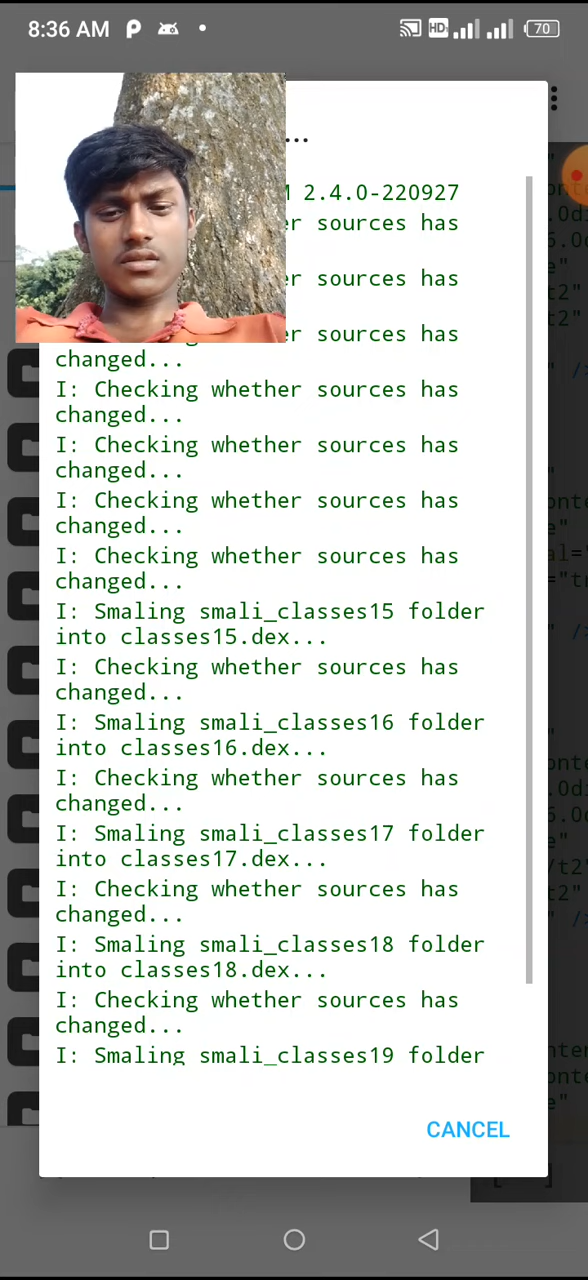 8:36 AM
HD
70
...
2.4.0-220927
sources has
sources has
sources has
changed...
I: Checking whether sources has
changed...
I: Checking whether sources has
changed...
I: Checking whether sources has
changed...
I: Checking whether sources has
changed...
I: Smaling smali_classes15 folder
into classes15.dex...
I: Checking whether sources has
changed...
I: Smaling smali_classes16 folder
into classes16.dex...
I: Checking whether sources has
changed...
I: Smaling smali_classes17 folder
into classes17.dex...
I: Checking whether sources has
changed...
I: Smaling smali_classes18 folder
into classes18.dex...
I: Checking whether sources has
changed...
I: Smaling smali_classes19 folder
CANCEL